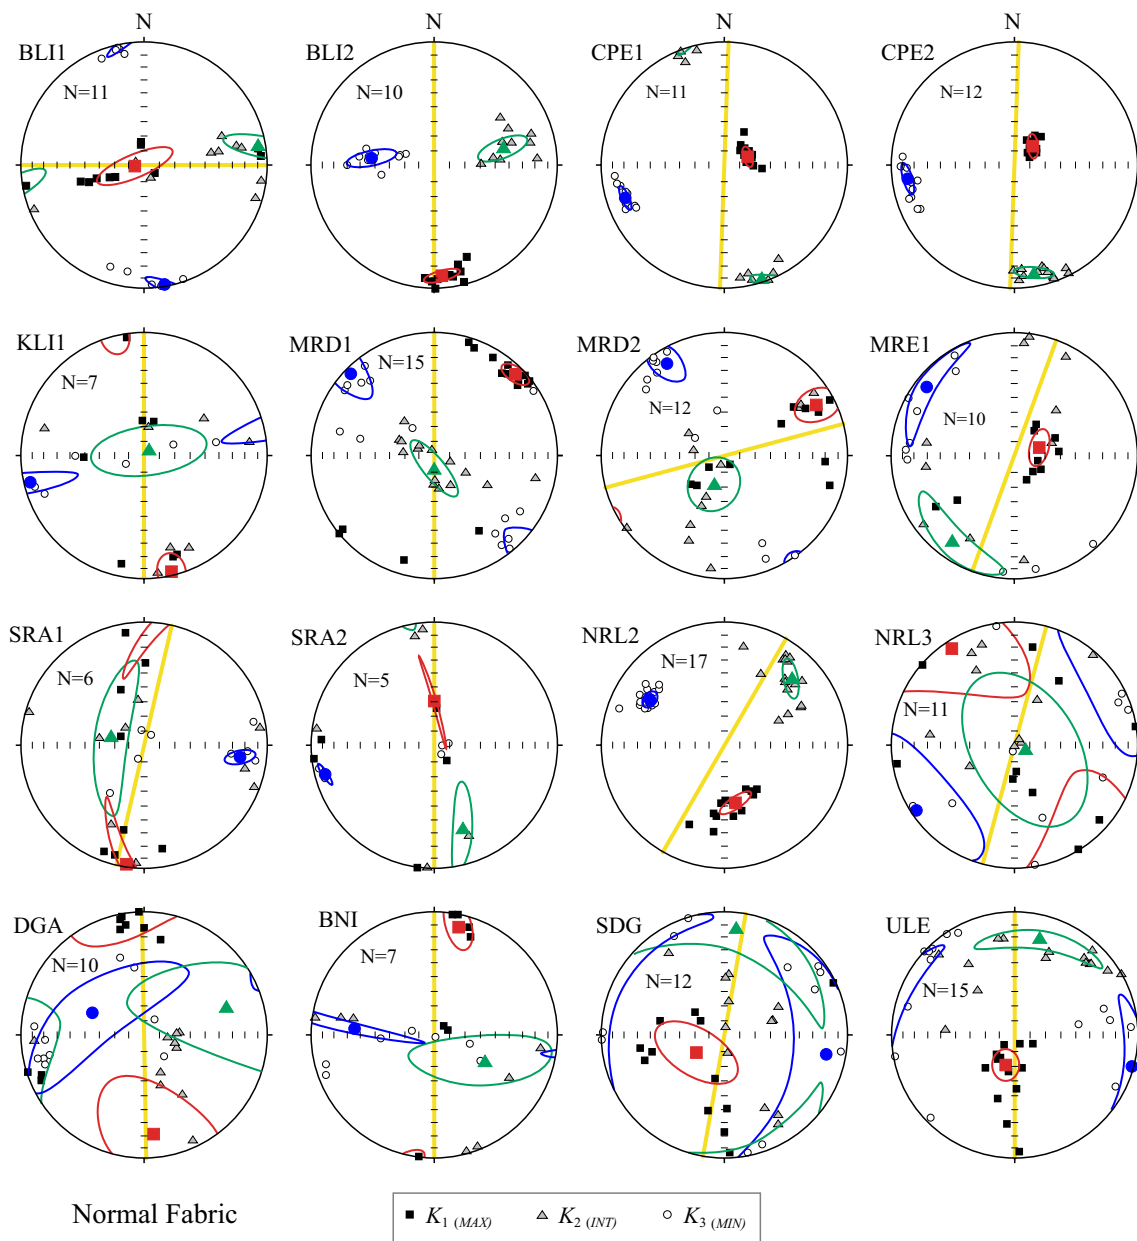 N N N N
BLI1 BLI2 CPE1 CPE2
N=11 N=10 N=11 N=12
KLI1 MRD1 MRD2 MRE1
N=7 N=15 N=12 N=10
SRA1 SRA2 NRL2 NRL3
N=6 N=5 N=17 N=11
DGA BNI SDG ULE
N=10 N=7 N=12 N=15
Normal Fabric
K1 (MAX) K2 (INT) K3 (MIN)